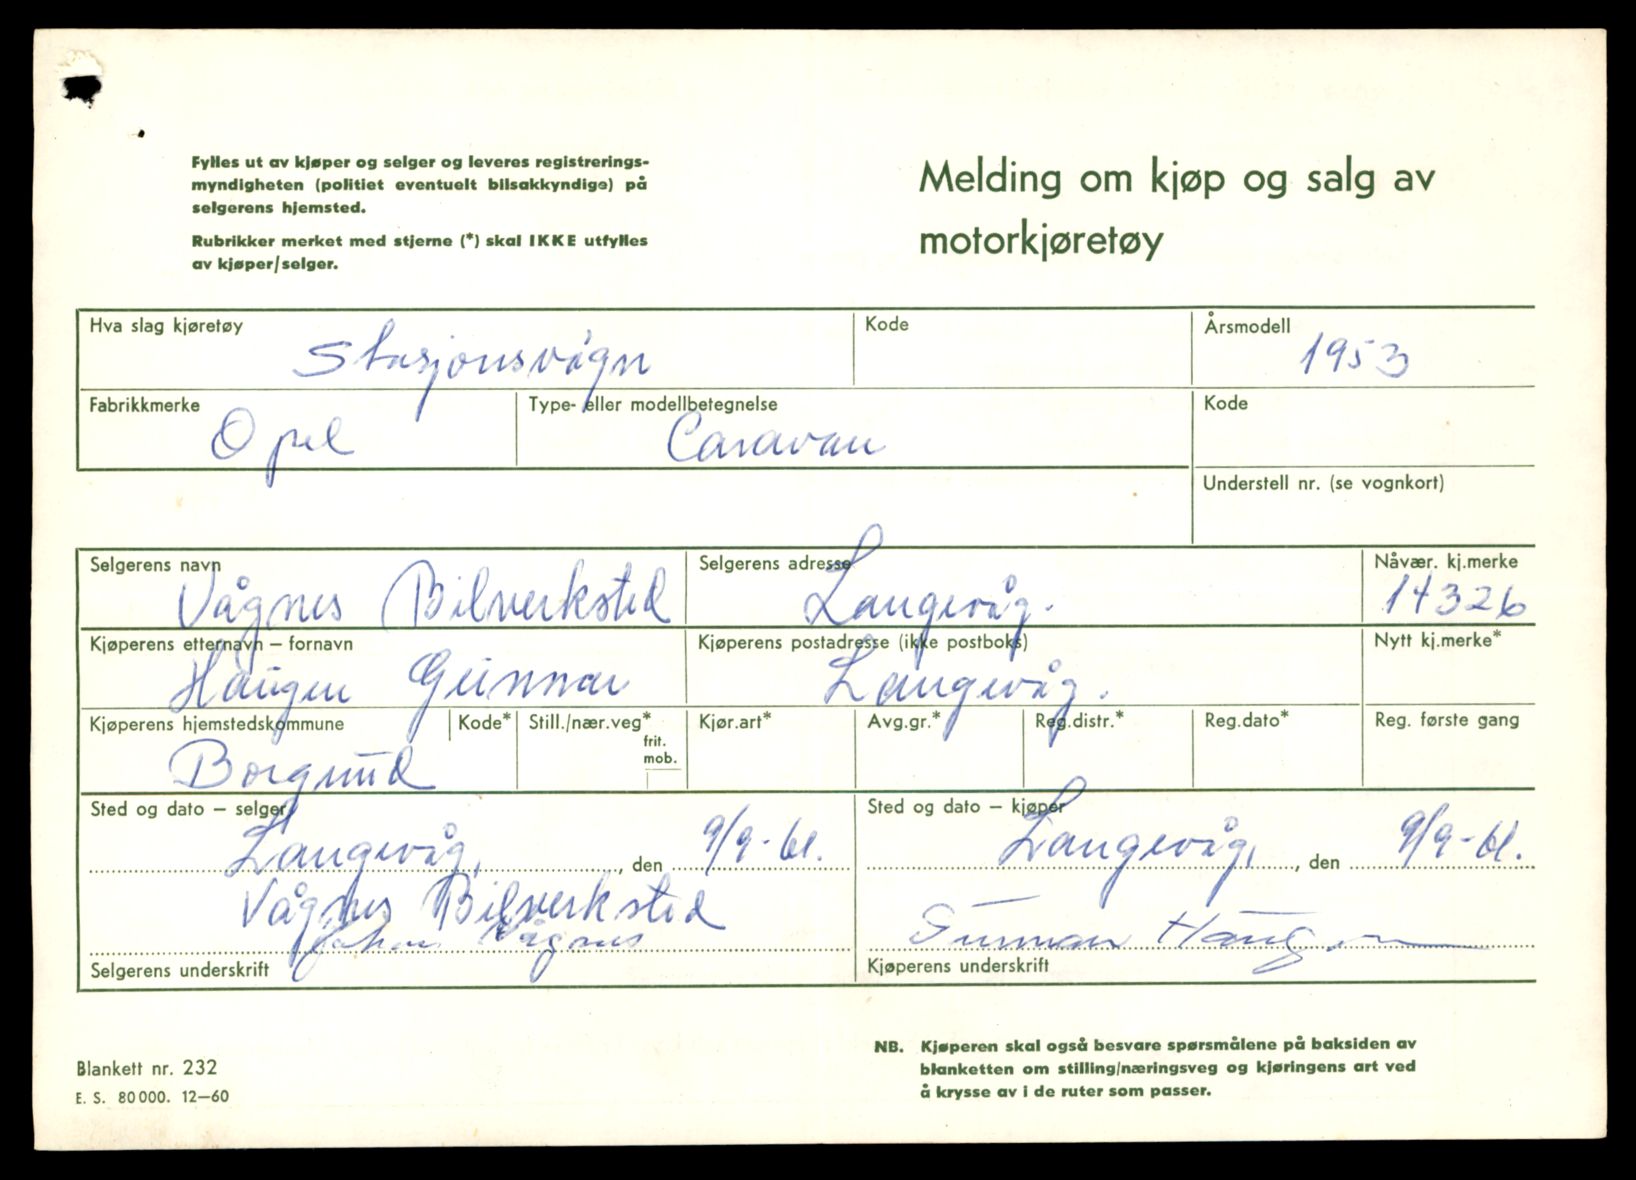 Fylles ut av kjøper og selger og leveres registrerings-
myndigheten (politiet eventuelt bilsakkyndige) på
selgerens hjemsted.
Rubrikker merket med stjerne (*) skal IKKE utfylles
av kjøper/selger.
Melding om kjøp og salg av
motorkjøretøy
Hva slag kjøretøy
Stasjonsvågn
Kode
Årsmodell
1953
Fabrikkmerke
Opel
Type- eller modellbetegnelse
Caravan
Kode
Understell nr. (se vognkort)
Selgerens navn
Vågnes Bilverksted
Selgerens adresse
Langevåg.
Nåvær. kj.merke
14326
Kjøperens etternavn – fornavn
Haugen Gunnar
Kjøperens postadresse (ikke postboks)
Langevåg.
Nytt kj.merke*
Kjøperens hjemstedskommune
Borgund
Kode*
Still./nær.veg*
frit.
mob.
Kjør.art*
Avg.gr.*
Reg.distr.*
Reg.dato*
Reg. første gang
Sted og dato – selger
Langevåg, , den 9/9-61.
Vågnes Bilverksted
Johan Vågnes
Selgerens underskrift
Sted og dato – kjøper
Langevåg, , den 9/9-61.
Gunnar Haugen
Kjøperens underskrift
Blankett nr. 232
E. S. 80 000. 12–60
NB. Kjøperen skal også besvare spørsmålene på baksiden av
blanketten om stilling/næringsveg og kjøringens art ved
å krysse av i de ruter som passer.